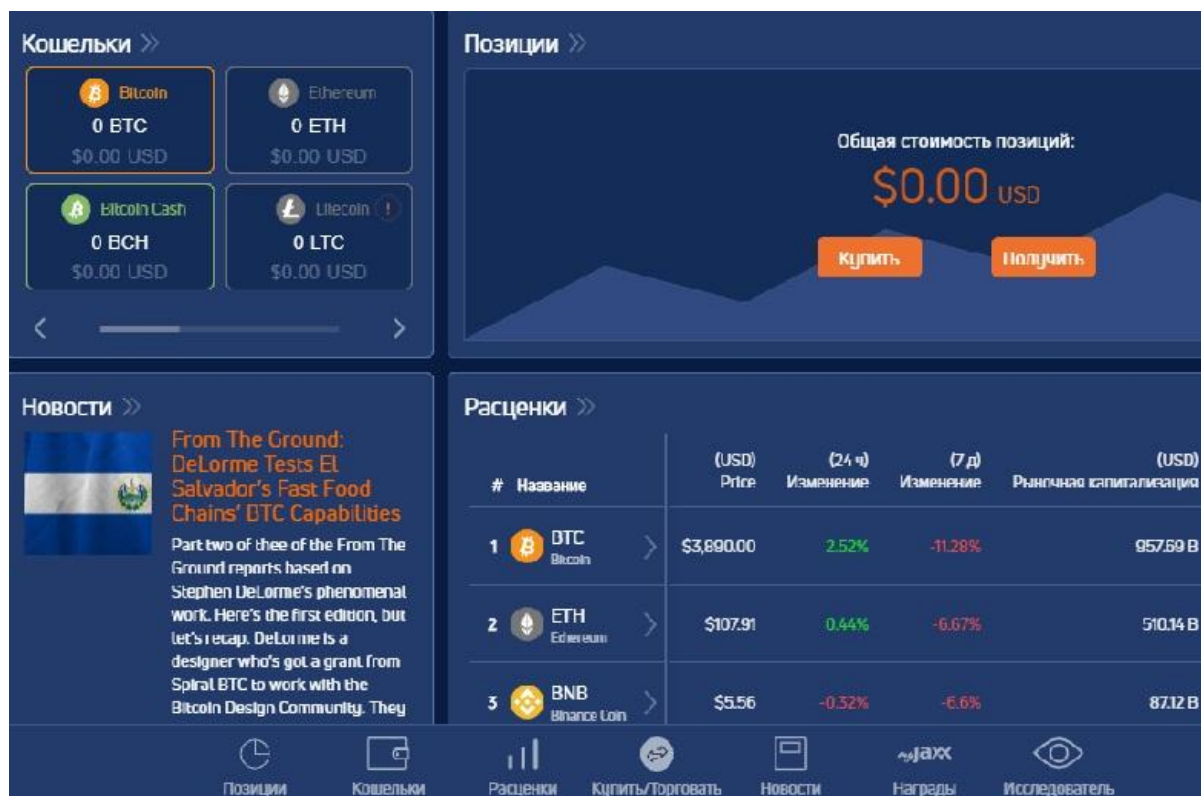 Кошельки
Bitcoin
0 BTC
$0.00 USD
Ethereum
0 ETH
$0.00 USD
Bitcoin Cash
0 BCH
$0.00 USD
Litecoin
0 LTC
$0.00 USD
Позиции
Общая стоимость позиций:
$0.00 USD
Купить
Получить
Новости
From The Ground:
DeLorme Tests El
Salvador's Fast Food
Chains' BTC Capabilities
Part two of thee of the From The
Ground reports based on
Stephen DeLorme's phenomenal
work. Here's the first edition, but
let's recap. DeLorme is a
designer who's got a grant from
Spiral BTC to work with the
Bitcoin Design Community. They
Расценки
# Название
(USD) Price
(24 ч) Изменение
(7 д) Изменение
(USD) Рыночная капитализация
1 BTC Bitcoin $3,890.00 2.52% -11.28% 957.69 B
2 ETH Ethereum $107.91 0.44% -6.67% 510.14 B
3 BNB Binance Coin $5.56 -0.32% -6.6% 87.12 B
Позиции
Кошельки
Расценки
Купить/Торговать
Новости
my Jaxx
Награды
Исследователь